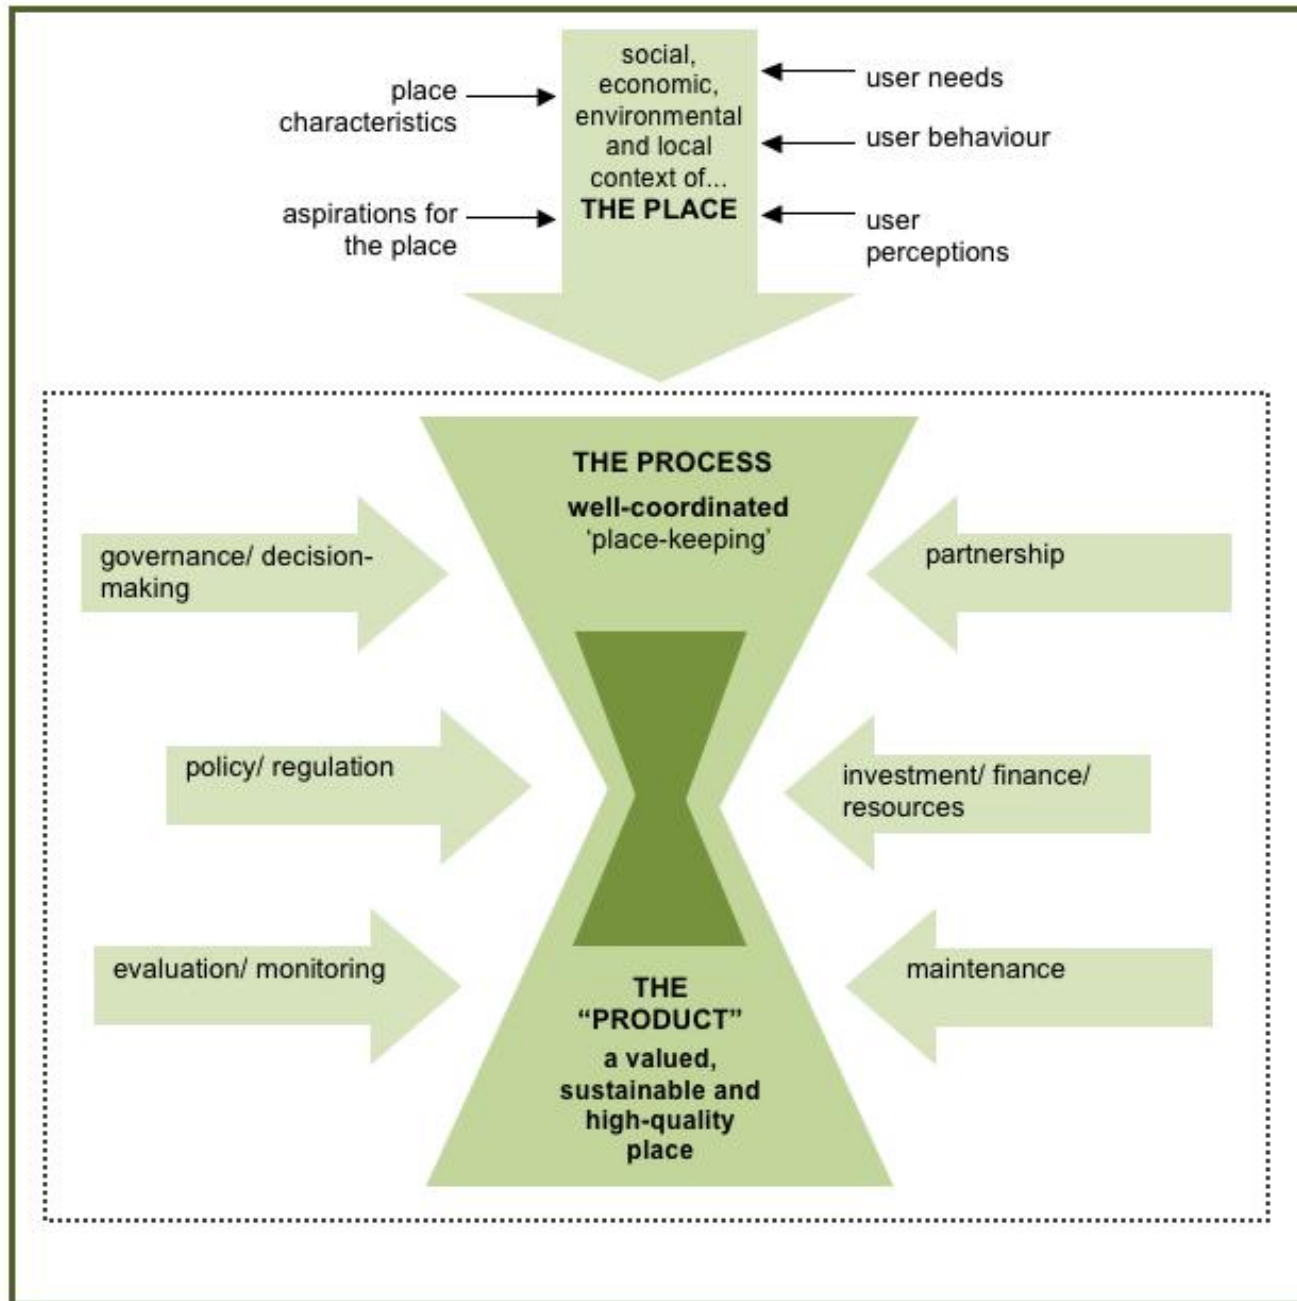 social,
economic,
environmental
and local
context of...
THE PLACE
place
characteristics
aspirations for
the place
user needs
user behaviour
user
perceptions
THE PROCESS
well-coordinated
‘place-keeping’
governance/ decision-
making
partnership
policy/ regulation
investment/ finance/
resources
evaluation/ monitoring
maintenance
THE
“PRODUCT”
a valued,
sustainable and
high-quality
place